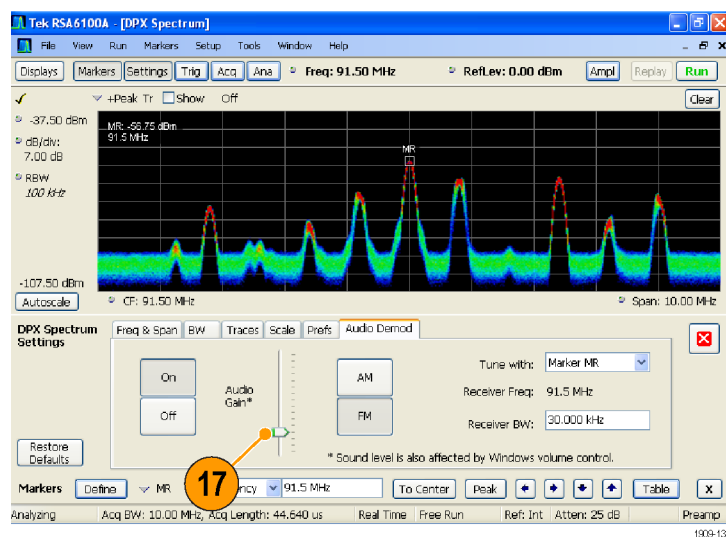 Tek RSA6100A - [DPX Spectrum]
File View Run Markers Setup Tools Window Help
Displays Markers Settings Trig Acq Ana Freq: 91.50 MHz RefLev: 0.00 dBm Ampl Replay Run
+Peak Tr Show Off Clear
-37.50 dBm
dB/div:
7.00 dB
RBW
100 kHz
-107.50 dBm
MR: -56.75 dBm
91.5 MHz
MR
Autoscale CF: 91.50 MHz Span: 10.00 MHz
DPX Spectrum
Settings
Freq & Span BW Traces Scale Prefs Audio Demod
On
Off
Audio
Gain*
AM
FM
Tune with: Marker MR
Receiver Freq: 91.5 MHz
Receiver BW: 30.000 kHz
* Sound level is also affected by Windows volume control.
Restore
Defaults
17
Markers Define MR ncy 91.5 MHz To Center Peak Table X
Analyzing Acq BW: 10.00 MHz, Acq Length: 44.640 us Real Time Free Run Ref: Int Atten: 25 dB Preamp
1909-13